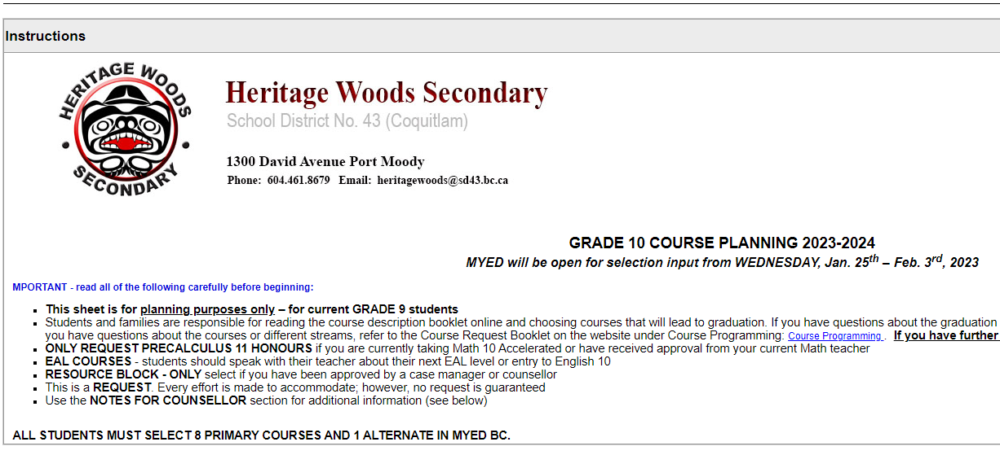 Instructions
HERITAGE WOODS
SECONDARY
Heritage Woods Secondary
School District No. 43 (Coquitlam)
1300 David Avenue Port Moody
Phone: 604.461.8679 Email: heritagewoods@sd43.bc.ca
GRADE 10 COURSE PLANNING 2023-2024
MYED will be open for selection input from WEDNESDAY, Jan. 25th – Feb. 3rd, 2023
MPORTANT - read all of the following carefully before beginning:
▪ This sheet is for planning purposes only – for current GRADE 9 students
▪ Students and families are responsible for reading the course description booklet online and choosing courses that will lead to graduation. If you have questions about the graduation
you have questions about the courses or different streams, refer to the Course Request Booklet on the website under Course Programming: Course Programming . If you have further
▪ ONLY REQUEST PRECALCULUS 11 HONOURS if you are currently taking Math 10 Accelerated or have received approval from your current Math teacher
▪ EAL COURSES - students should speak with their teacher about their next EAL level or entry to English 10
▪ RESOURCE BLOCK - ONLY select if you have been approved by a case manager or counsellor
▪ This is a REQUEST. Every effort is made to accommodate; however, no request is guaranteed
▪ Use the NOTES FOR COUNSELLOR section for additional information (see below)
ALL STUDENTS MUST SELECT 8 PRIMARY COURSES AND 1 ALTERNATE IN MYED BC.